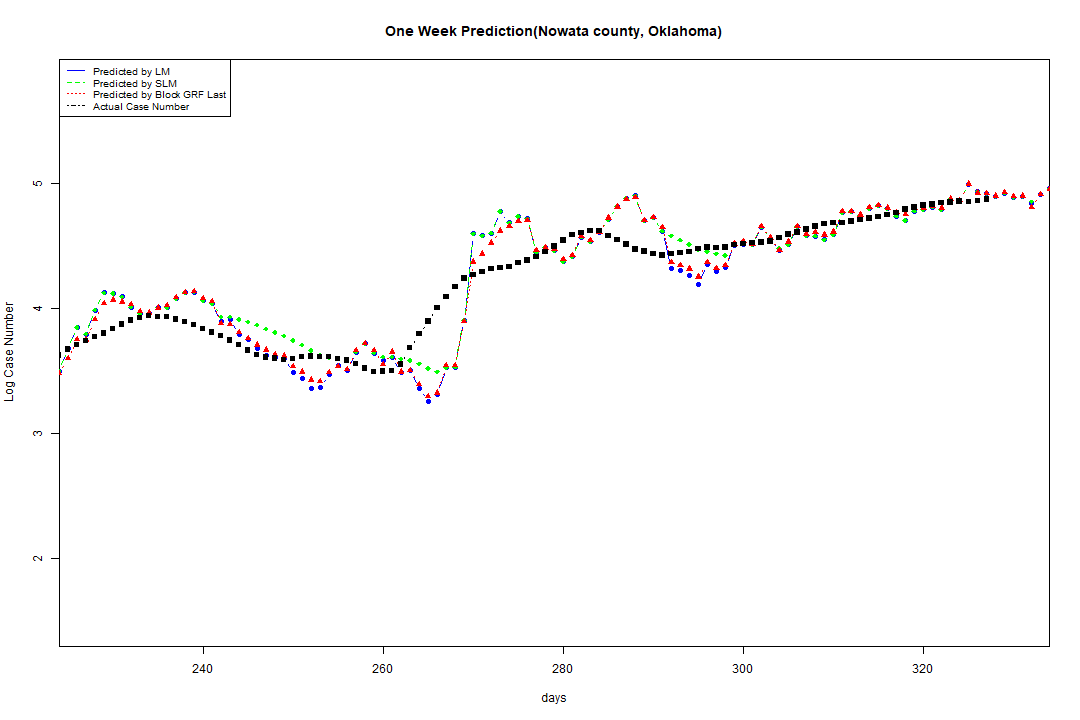 One Week Prediction(Nowata county, Oklahoma)
Predicted by LM
Predicted by SLM
Predicted by Block GRF Last
Actual Case Number
5
4
3
2
Log Case Number
240 260 280 300 320
days